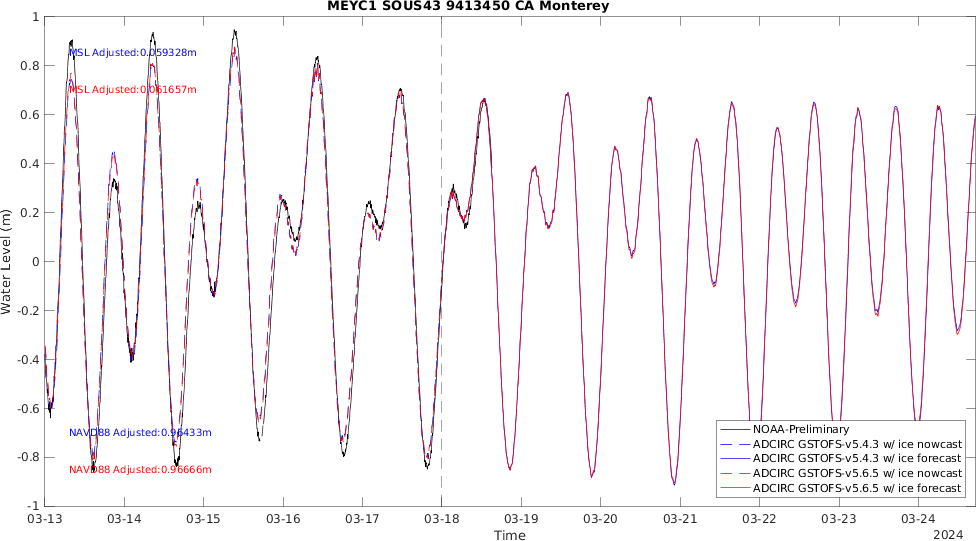 MEYC1 SOUS43 9413450 CA Monterey
1
0.8
0.6
0.4
0.2
0
-0.2
-0.4
-0.6
-0.8
-1
Water Level (m)
MSL Adjusted:0.059328m
MSL Adjusted:0.061657m
NAVD88 Adjusted:0.96433m
NAVD88 Adjusted:0.96666m
NOAA-Preliminary
ADCIRC GSTOFS-v5.4.3 w/ ice nowcast
ADCIRC GSTOFS-v5.4.3 w/ ice forecast
ADCIRC GSTOFS-v5.6.5 w/ ice nowcast
ADCIRC GSTOFS-v5.6.5 w/ ice forecast
03-13 03-14 03-15 03-16 03-17 03-18 03-19 03-20 03-21 03-22 03-23 03-24
Time
2024